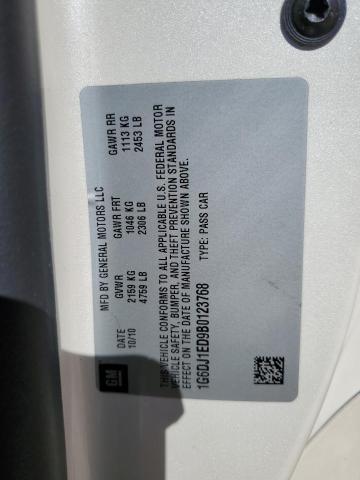 MFD BY GENERAL MOTORS LLC
DATE GVWR GAWR FRT GAWR RR
10/10 2159 KG 1046 KG 1113 KG
4759 LB 2306 LB 2453 LB
THIS VEHICLE CONFORMS TO ALL APPLICABLE U.S. FEDERAL MOTOR
VEHICLE SAFETY, BUMPER, AND THEFT PREVENTION STANDARDS IN
EFFECT ON THE DATE OF MANUFACTURE SHOWN ABOVE.
1G6DJ1ED9B0123768 TYPE: PASS CAR
GM